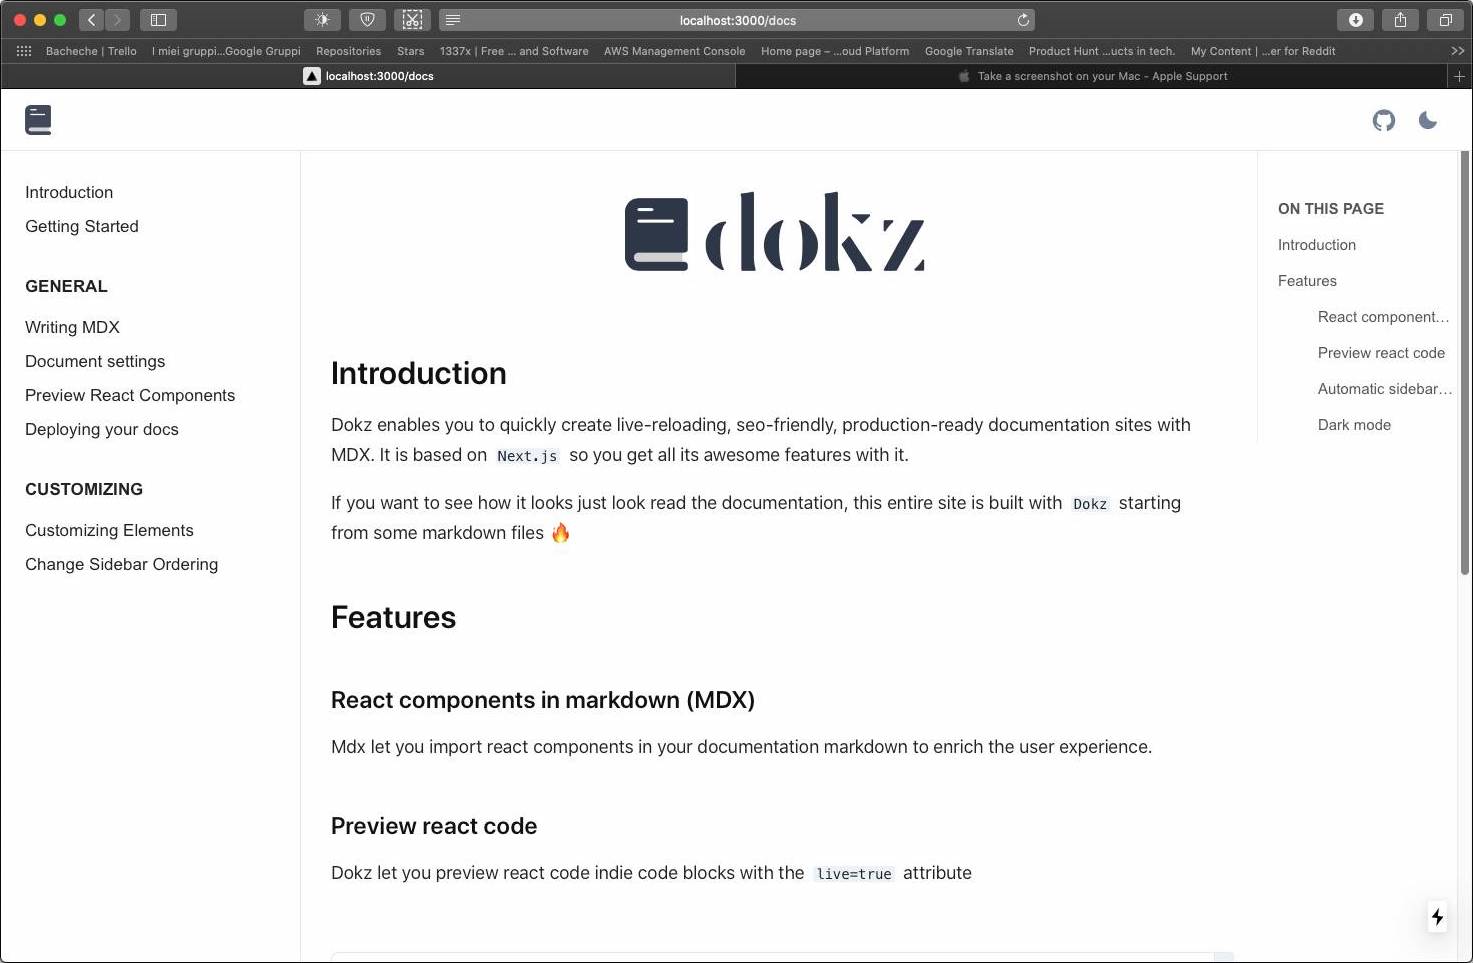 localhost:3000/docs
Bacheche | Trello
I miei gruppi...Google Gruppi
Repositories
Stars
1337x | Free ... and Software
AWS Management Console
Home page – ...oud Platform
Google Translate
Product Hunt ...ucts in tech.
My Content | ...er for Reddit
>>
localhost:3000/docs
Take a screenshot on your Mac - Apple Support
+
Introduction
Getting Started
GENERAL
Writing MDX
Document settings
Preview React Components
Deploying your docs
CUSTOMIZING
Customizing Elements
Change Sidebar Ordering
dokz
Introduction
Dokz enables you to quickly create live-reloading, seo-friendly, production-ready documentation sites with
MDX. It is based on Next.js so you get all its awesome features with it.
If you want to see how it looks just look read the documentation, this entire site is built with Dokz starting
from some markdown files 🔥
Features
React components in markdown (MDX)
Mdx let you import react components in your documentation markdown to enrich the user experience.
Preview react code
Dokz let you preview react code indie code blocks with the live=true attribute
ON THIS PAGE
Introduction
Features
React component...
Preview react code
Automatic sidebar...
Dark mode